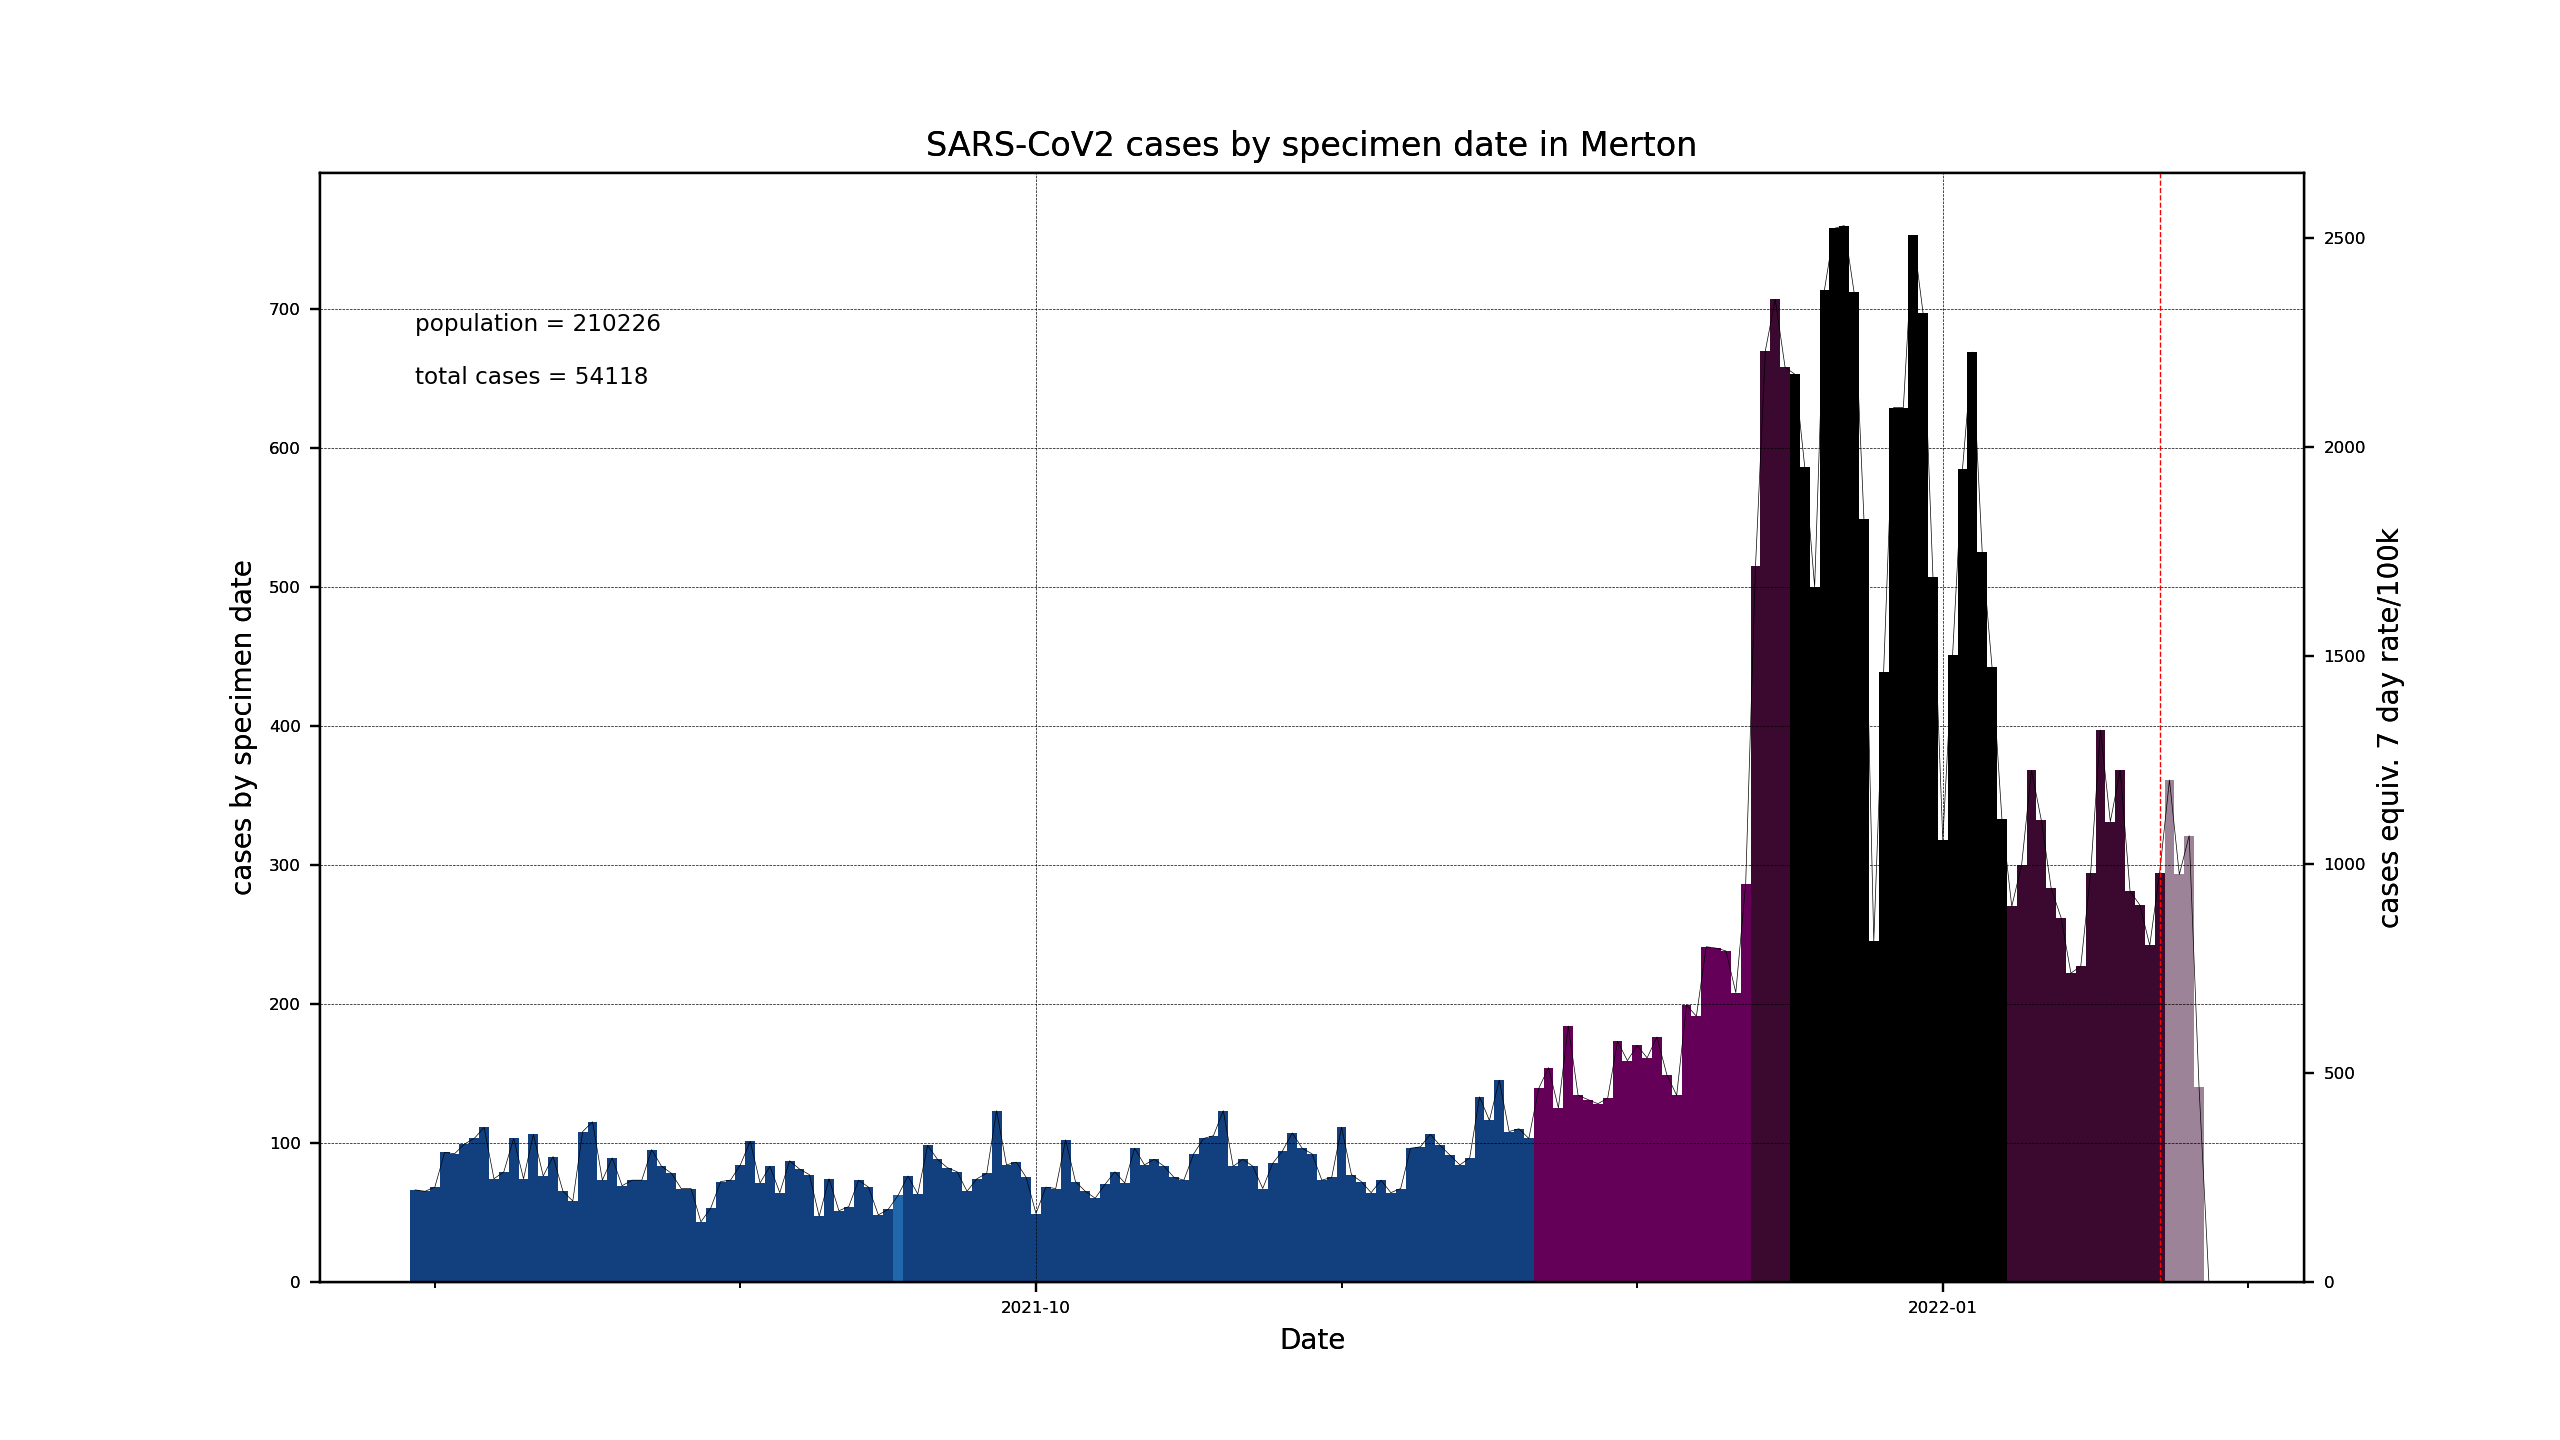 SARS-CoV2 cases by specimen date in Merton
population = 210226
total cases = 54118
cases by specimen date
700
600
500
400
300
200
100
0
2500
2000
1500
1000
500
0
cases equiv. 7 day rate/100k
2021-10
2022-01
Date